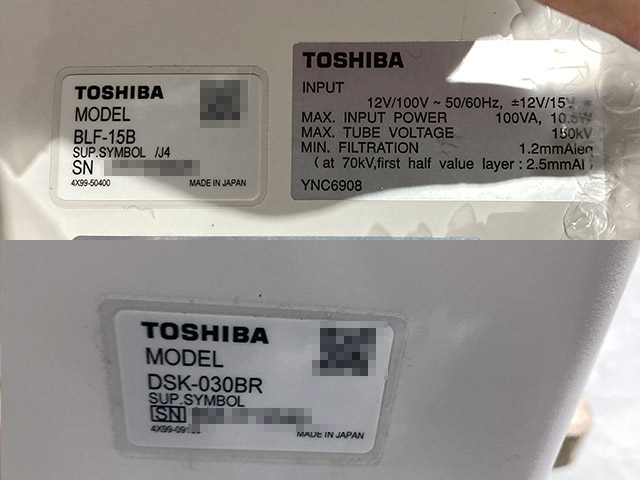 TOSHIBA
MODEL
BLF-15B
SUP.SYMBOL /J4
SN
4X99-50400 MADE IN JAPAN
TOSHIBA
INPUT
12V/100V ~ 50/60Hz, ±12V/15V
MAX. INPUT POWER 100VA, 10.5W
MAX. TUBE VOLTAGE 150kV
MIN. FILTRATION 1.2mmAleq
(at 70kV,first half value layer : 2.5mmAl)
YNC6908
TOSHIBA
MODEL
DSK-030BR
SUP.SYMBOL
SN
MADE IN JAPAN